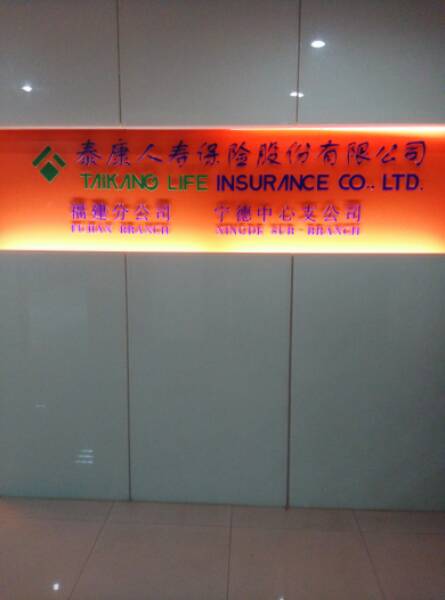 泰康人寿保险股份有限公司
TAIKANG LIFE INSURANCE CO., LTD.
福建分公司 宁德中心支公司
FUJIAN BRANCH NINGDE SUB-BRANCH